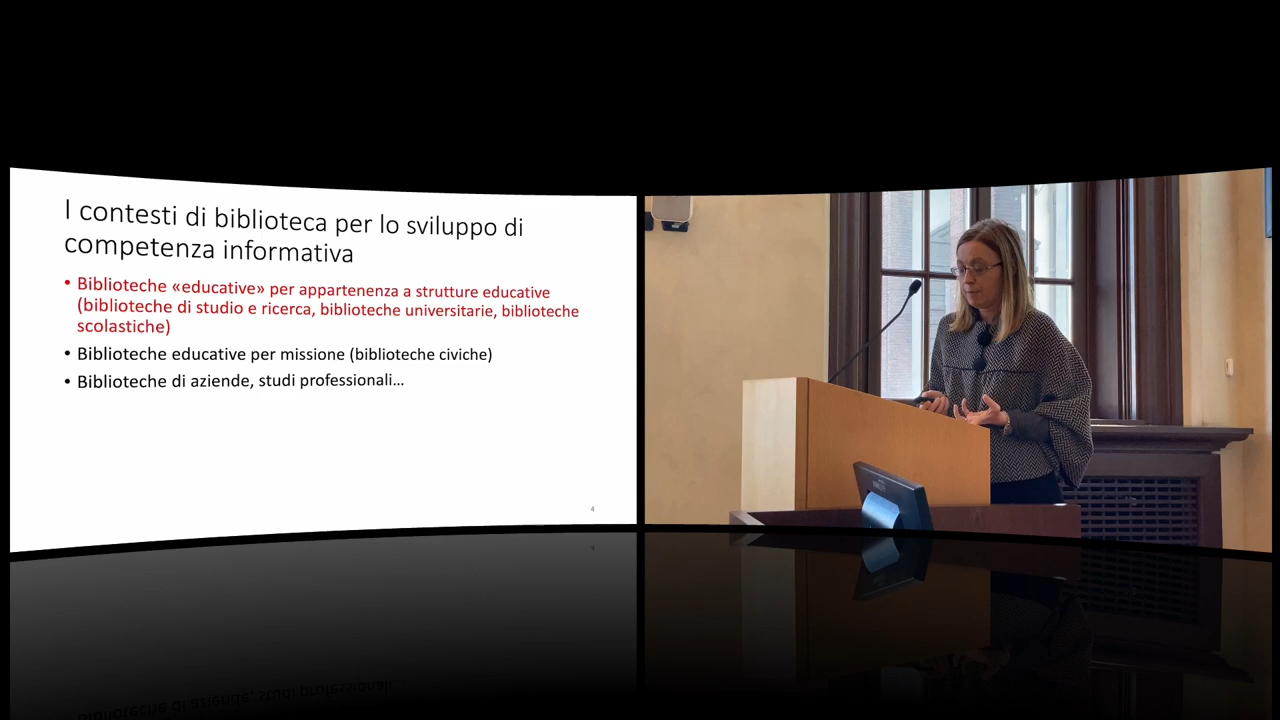 I contesti di biblioteca per lo sviluppo di
competenza informativa
• Biblioteche «educative» per appartenenza a strutture educative
(biblioteche di studio e ricerca, biblioteche universitarie, biblioteche
scolastiche)
• Biblioteche educative per missione (biblioteche civiche)
• Biblioteche di aziende, studi professionali…
4